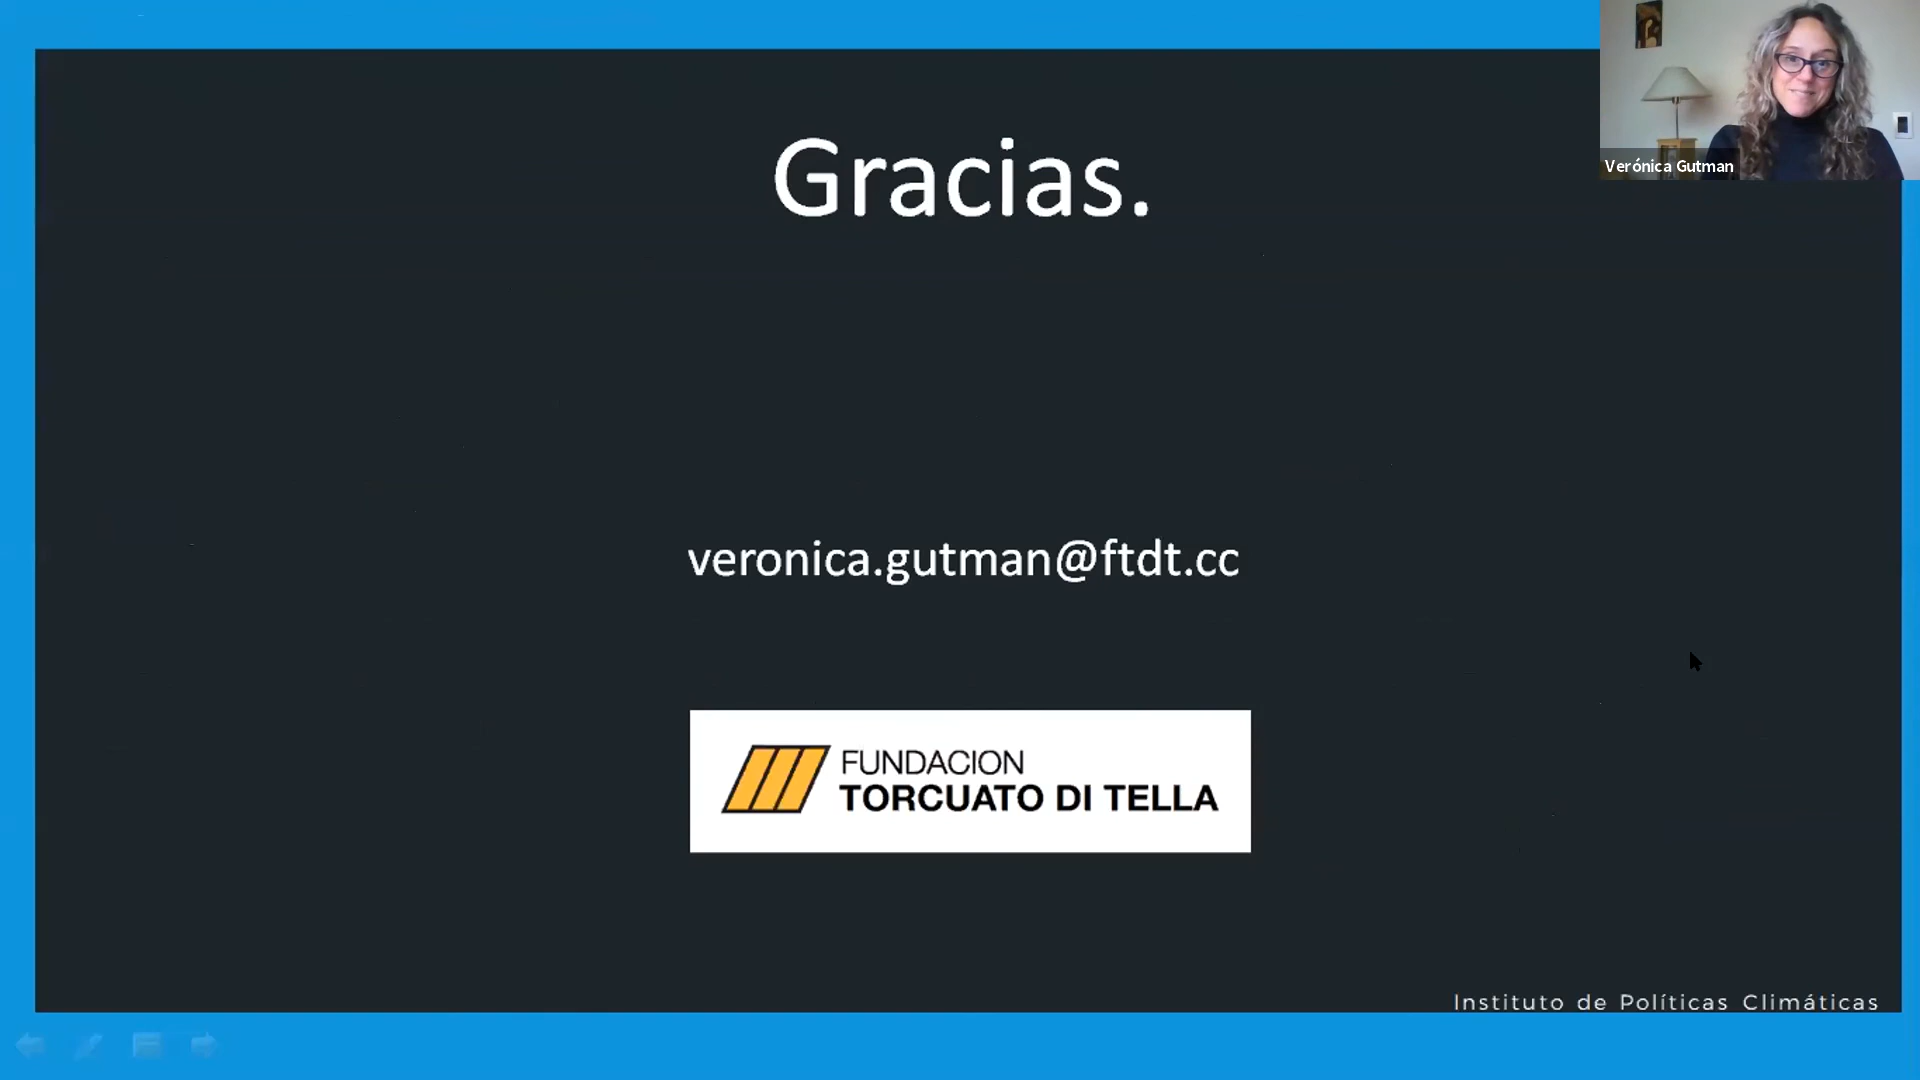 Gracias.
Verónica Gutman
veronica.gutman@ftdt.cc
FUNDACION
TORCUATO DI TELLA
Instituto de Políticas Climáticas